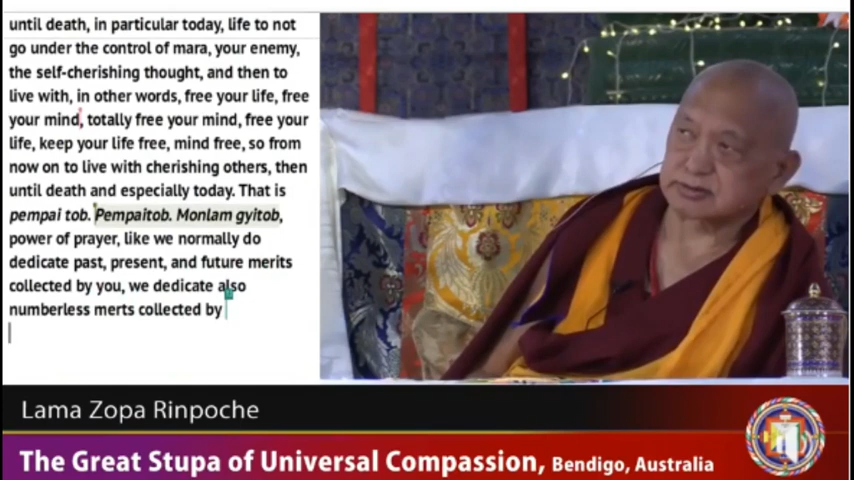 until death, in particular today, life to not
go under the control of mara, your enemy,
the self-cherishing thought, and then to
live with, in other words, free your life, free
your mind, totally free your mind, free your
life, keep your life free, mind free, so from
now on to live with cherishing others, then
until death and especially today. That is
pempai tob. Pempaitob. Monlam gyitob,
power of prayer, like we normally do
dedicate past, present, and future merits
collected by you, we dedicate also
numberless merts collected by
Lama Zopa Rinpoche
The Great Stupa of Universal Compassion, Bendigo, Australia